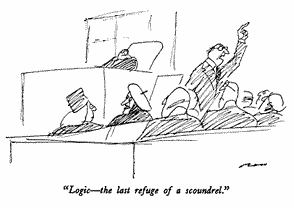 “Logic—the last refuge of a scoundrel.”